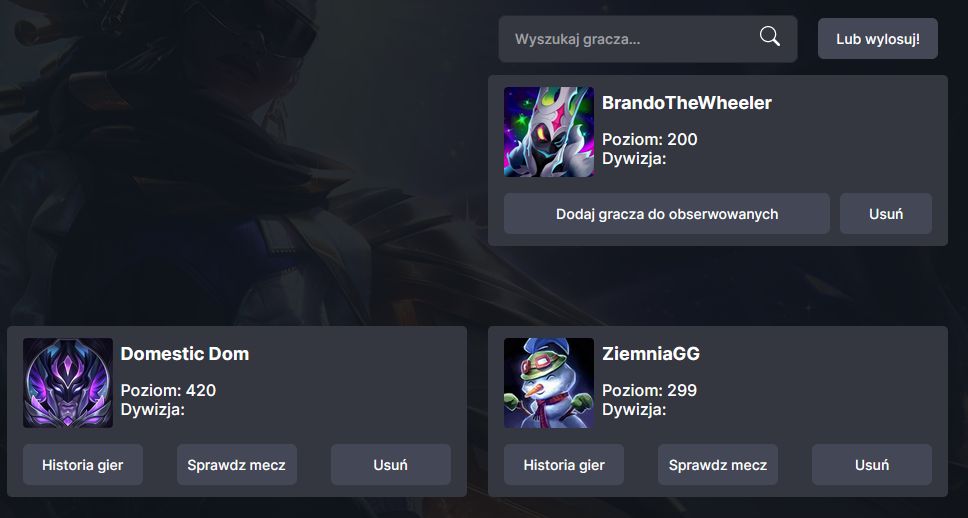 Wyszukaj gracza...
Lub wylosuj!
BrandoTheWheeler
Poziom: 200
Dywizja:
Dodaj gracza do obserwowanych
Usuń
Domestic Dom
Poziom: 420
Dywizja:
Historia gier
Sprawdz mecz
Usuń
ZiemniaGG
Poziom: 299
Dywizja:
Historia gier
Sprawdz mecz
Usuń